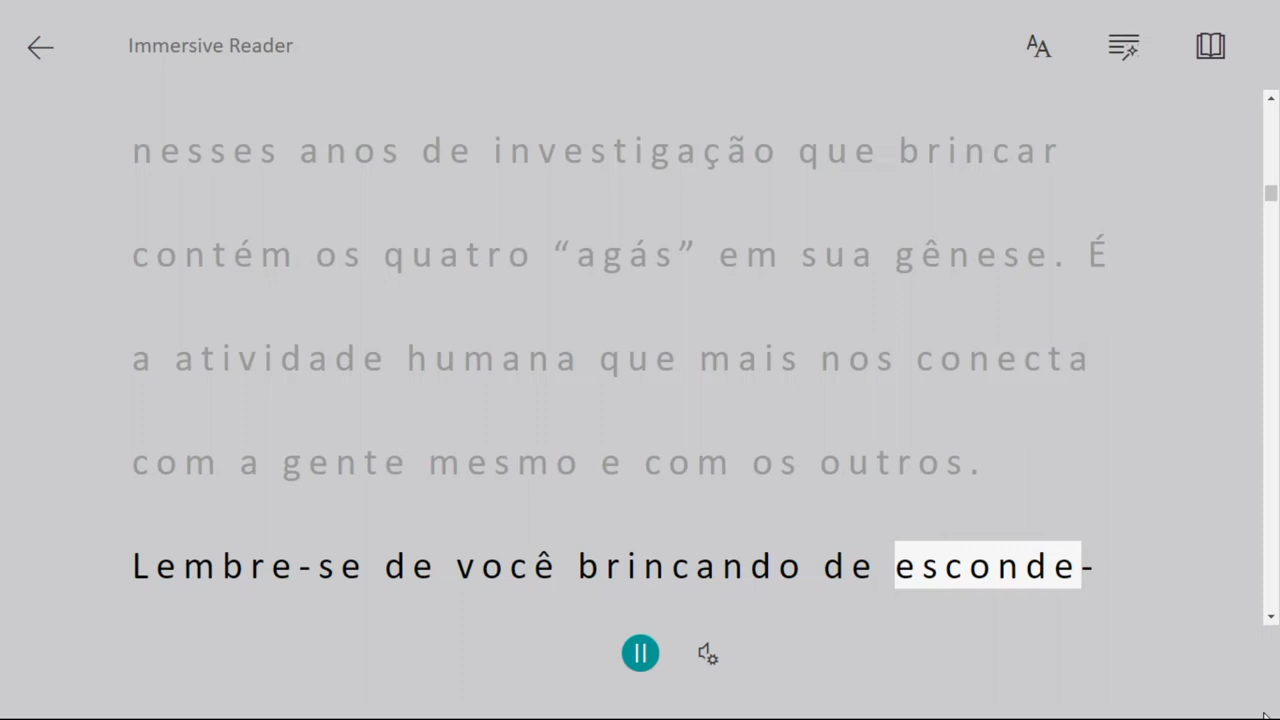 Immersive Reader
nesses anos de investigação que brincar
contém os quatro “agás” em sua gênese. É
a atividade humana que mais nos conecta
com a gente mesmo e com os outros.
Lembre-se de você brincando de esconde-